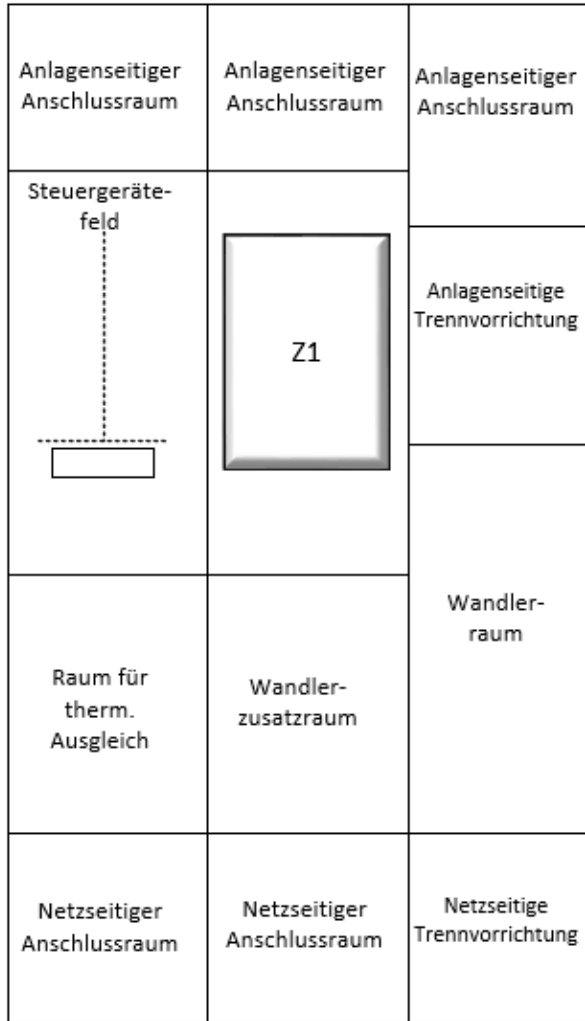 Anlagenseitiger
Anschlussraum
Anlagenseitiger
Anschlussraum
Anlagenseitiger
Anschlussraum
Steuergeräte-
feld
Z1
Anlagenseitige
Trennvorrichtung
Raum für
therm.
Ausgleich
Wandler-
zusatzraum
Wandler-
raum
Netzseitiger
Anschlussraum
Netzseitiger
Anschlussraum
Netzseitige
Trennvorrichtung